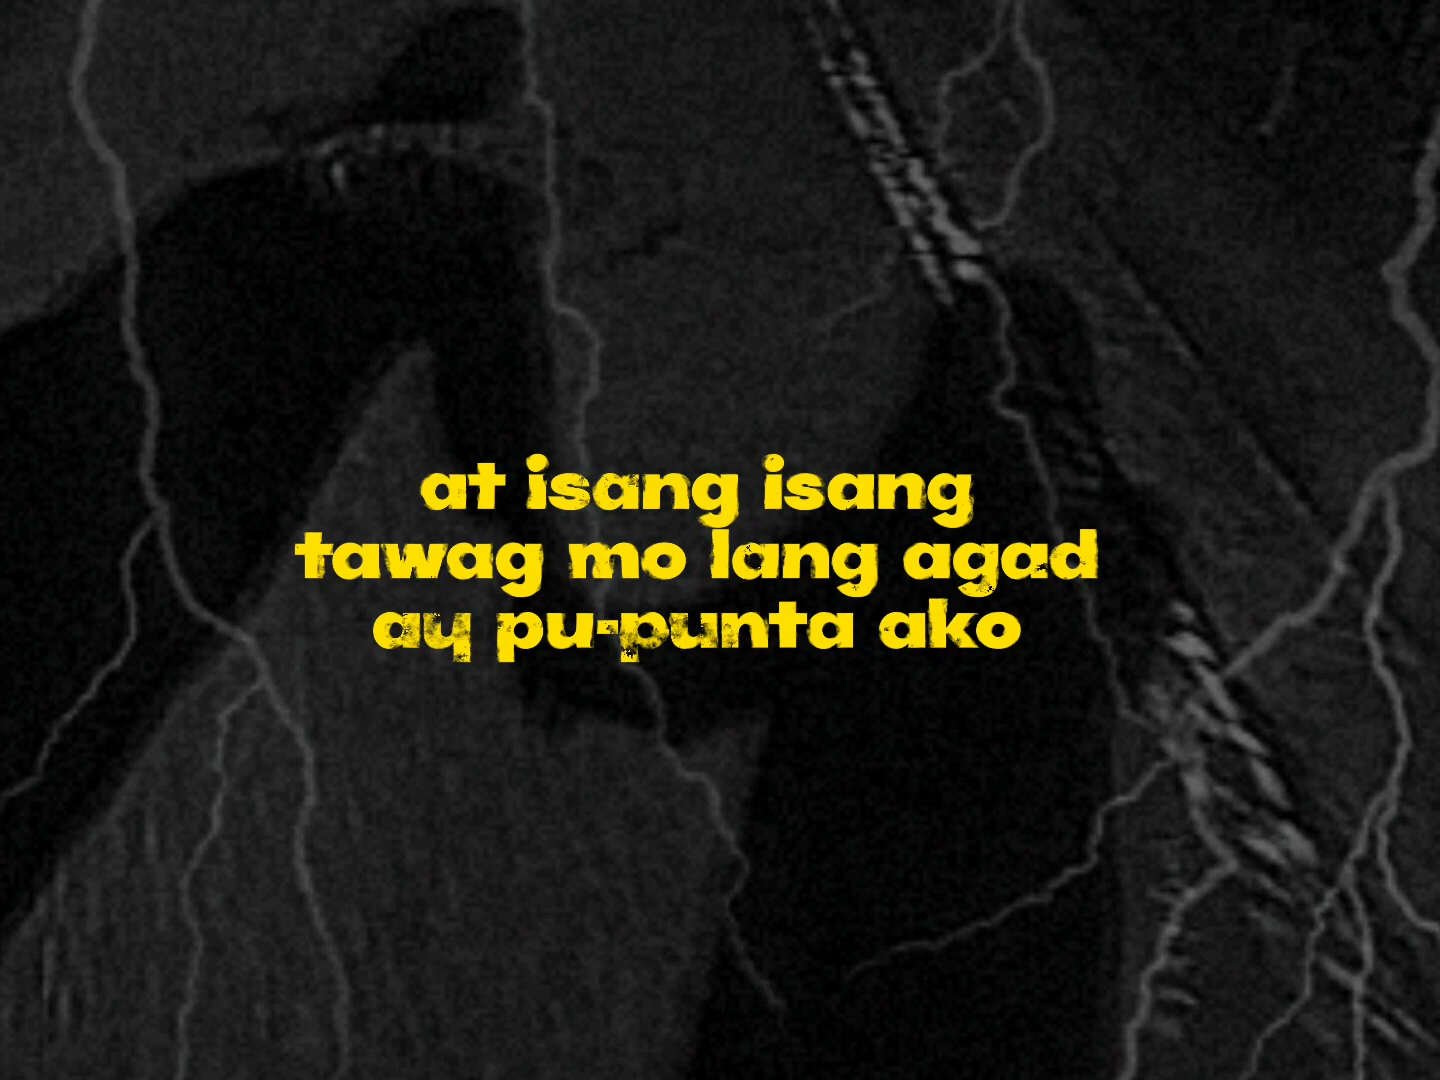 at isang isang
tawag mo lang agad
ay pu-punta ako